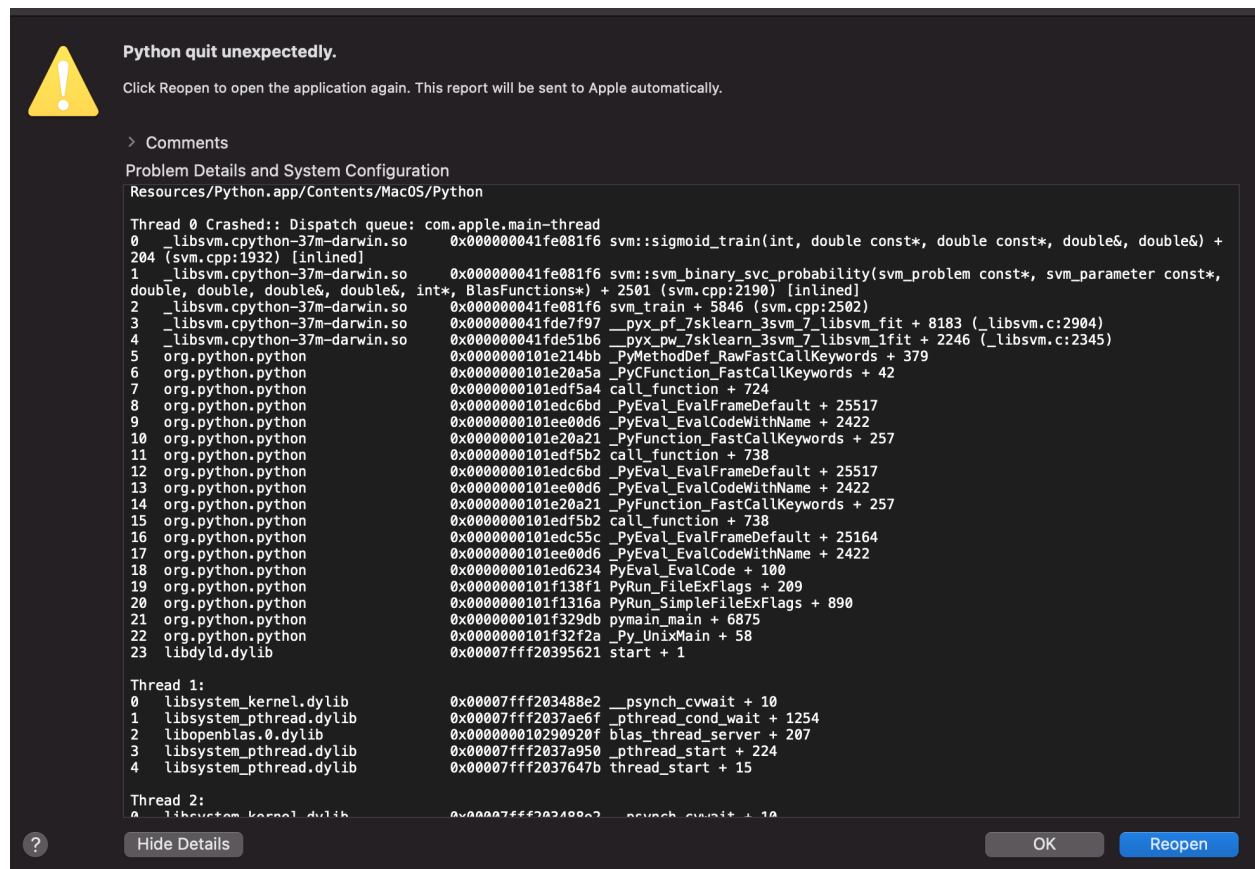 Python quit unexpectedly.
Click Reopen to open the application again. This report will be sent to Apple automatically.
> Comments
Problem Details and System Configuration
Resources/Python.app/Contents/MacOS/Python
Thread 0 Crashed:: Dispatch queue: com.apple.main-thread
0 _libsvm.cpython-37m-darwin.so 0x000000041fe081f6 svm::sigmoid_train(int, double const*, double const*, double&, double&) +
204 (svm.cpp:1932) [inlined]
1 _libsvm.cpython-37m-darwin.so 0x000000041fe081f6 svm::svm_binary_svc_probability(svm_problem const*, svm_parameter const*,
double, double, double&, double&, int*, BlasFunctions*) + 2501 (svm.cpp:2190) [inlined]
2 _libsvm.cpython-37m-darwin.so 0x000000041fe081f6 svm_train + 5846 (svm.cpp:2502)
3 _libsvm.cpython-37m-darwin.so 0x000000041fde7f97 __pyx_pf_7sklearn_3svm_7_libsvm_fit + 8183 (_libsvm.c:2904)
4 _libsvm.cpython-37m-darwin.so 0x000000041fde51b6 __pyx_pw_7sklearn_3svm_7_libsvm_1fit + 2246 (_libsvm.c:2345)
5 org.python.python 0x0000000101e214bb _PyMethodDef_RawFastCallKeywords + 379
6 org.python.python 0x0000000101e20a5a _PyCFunction_FastCallKeywords + 42
7 org.python.python 0x0000000101edf5a4 call_function + 724
8 org.python.python 0x0000000101edc6bd _PyEval_EvalFrameDefault + 25517
9 org.python.python 0x0000000101ee00d6 _PyEval_EvalCodeWithName + 2422
10 org.python.python 0x0000000101e20a21 _PyFunction_FastCallKeywords + 257
11 org.python.python 0x0000000101edf5b2 call_function + 738
12 org.python.python 0x0000000101edc6bd _PyEval_EvalFrameDefault + 25517
13 org.python.python 0x0000000101ee00d6 _PyEval_EvalCodeWithName + 2422
14 org.python.python 0x0000000101e20a21 _PyFunction_FastCallKeywords + 257
15 org.python.python 0x0000000101edf5b2 call_function + 738
16 org.python.python 0x0000000101edc55c _PyEval_EvalFrameDefault + 25164
17 org.python.python 0x0000000101ee00d6 _PyEval_EvalCodeWithName + 2422
18 org.python.python 0x0000000101ed6234 PyEval_EvalCode + 100
19 org.python.python 0x0000000101f138f1 PyRun_FileExFlags + 209
20 org.python.python 0x0000000101f1316a PyRun_SimpleFileExFlags + 890
21 org.python.python 0x0000000101f329db pymain_main + 6875
22 org.python.python 0x0000000101f32f2a _Py_UnixMain + 58
23 libdyld.dylib 0x00007fff20395621 start + 1
Thread 1:
0 libsystem_kernel.dylib 0x00007fff203488e2 __psynch_cvwait + 10
1 libsystem_pthread.dylib 0x00007fff2037ae6f _pthread_cond_wait + 1254
2 libopenblas.0.dylib 0x000000010290920f blas_thread_server + 207
3 libsystem_pthread.dylib 0x00007fff2037a950 _pthread_start + 224
4 libsystem_pthread.dylib 0x00007fff2037647b thread_start + 15
Thread 2:
0 libsystem_kernel.dylib 0x00007fff203488e2 __psynch_cvwait + 10
? Hide Details OK Reopen